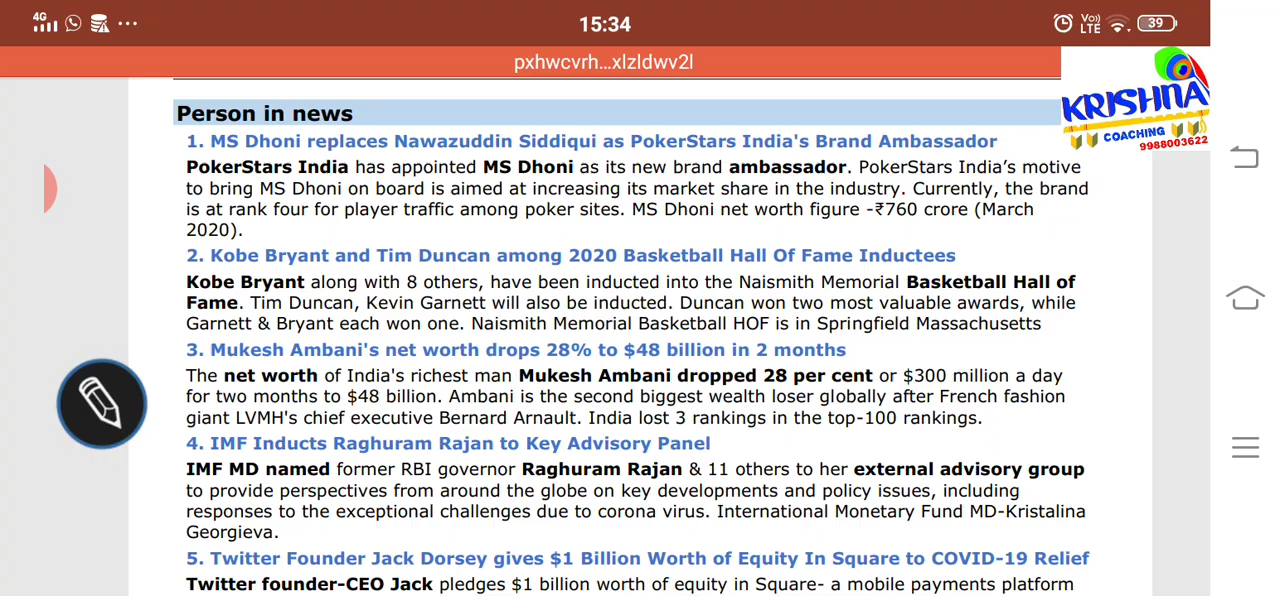 4G 15:34 Vo) LTE 39
pxhwcvrh...xlzldwv2l
KRISHNA
COACHING
9988003622
Person in news
1. MS Dhoni replaces Nawazuddin Siddiqui as PokerStars India's Brand Ambassador
PokerStars India has appointed MS Dhoni as its new brand ambassador. PokerStars India's motive
to bring MS Dhoni on board is aimed at increasing its market share in the industry. Currently, the brand
is at rank four for player traffic among poker sites. MS Dhoni net worth figure -₹760 crore (March
2020).
2. Kobe Bryant and Tim Duncan among 2020 Basketball Hall Of Fame Inductees
Kobe Bryant along with 8 others, have been inducted into the Naismith Memorial Basketball Hall of
Fame. Tim Duncan, Kevin Garnett will also be inducted. Duncan won two most valuable awards, while
Garnett & Bryant each won one. Naismith Memorial Basketball HOF is in Springfield Massachusetts
3. Mukesh Ambani's net worth drops 28% to $48 billion in 2 months
The net worth of India's richest man Mukesh Ambani dropped 28 per cent or $300 million a day
for two months to $48 billion. Ambani is the second biggest wealth loser globally after French fashion
giant LVMH's chief executive Bernard Arnault. India lost 3 rankings in the top-100 rankings.
4. IMF Inducts Raghuram Rajan to Key Advisory Panel
IMF MD named former RBI governor Raghuram Rajan & 11 others to her external advisory group
to provide perspectives from around the globe on key developments and policy issues, including
responses to the exceptional challenges due to corona virus. International Monetary Fund MD-Kristalina
Georgieva.
5. Twitter Founder Jack Dorsey gives $1 Billion Worth of Equity In Square to COVID-19 Relief
Twitter founder-CEO Jack pledges $1 billion worth of equity in Square- a mobile payments platform